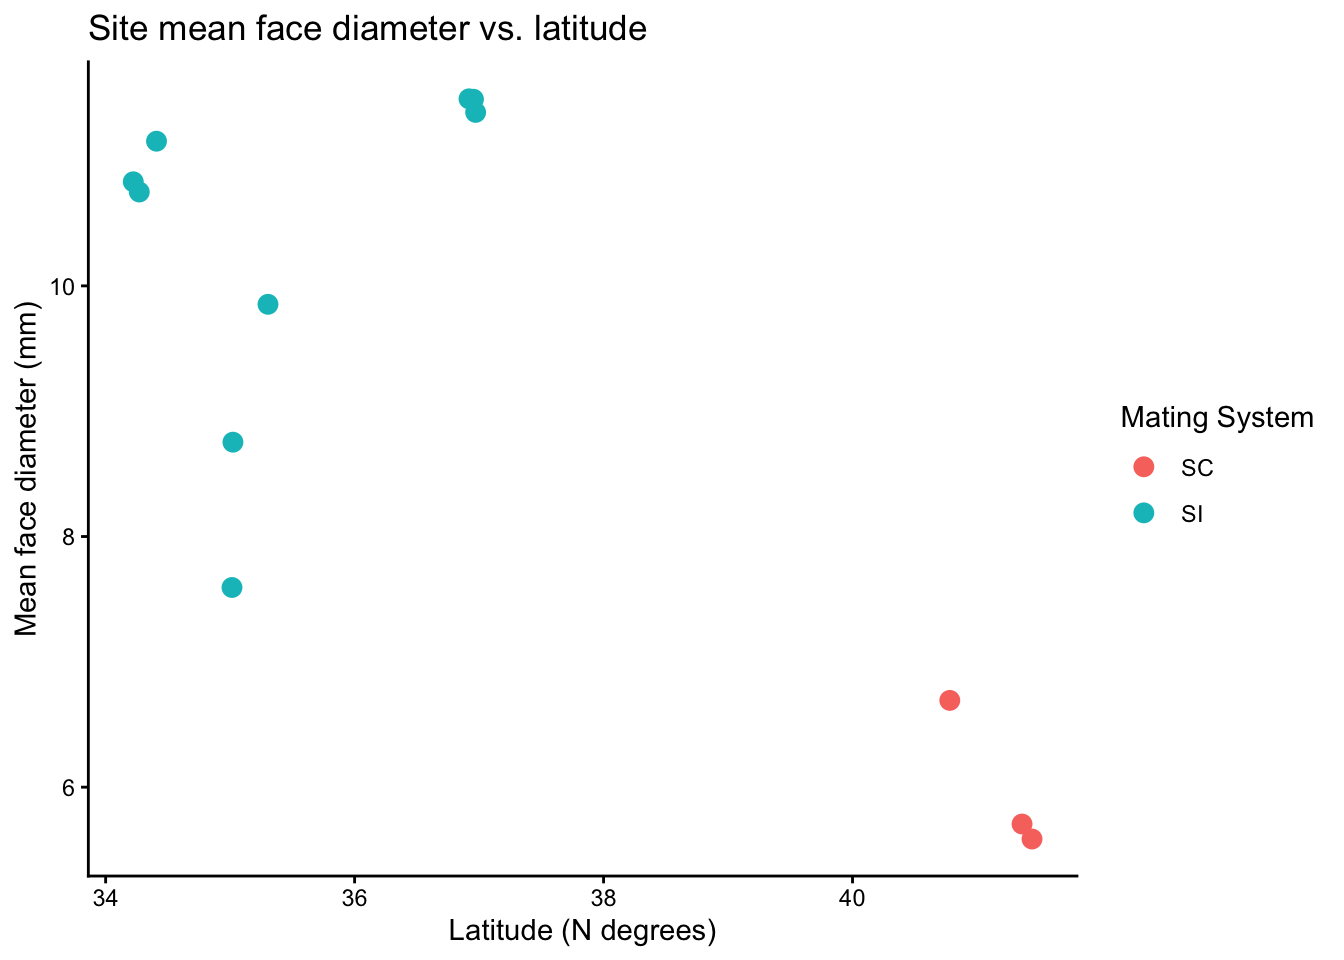 Site mean face diameter vs. latitude
10
8
6
Mean face diameter (mm)
34
36
38
40
Latitude (N degrees)
Mating System
SC
SI